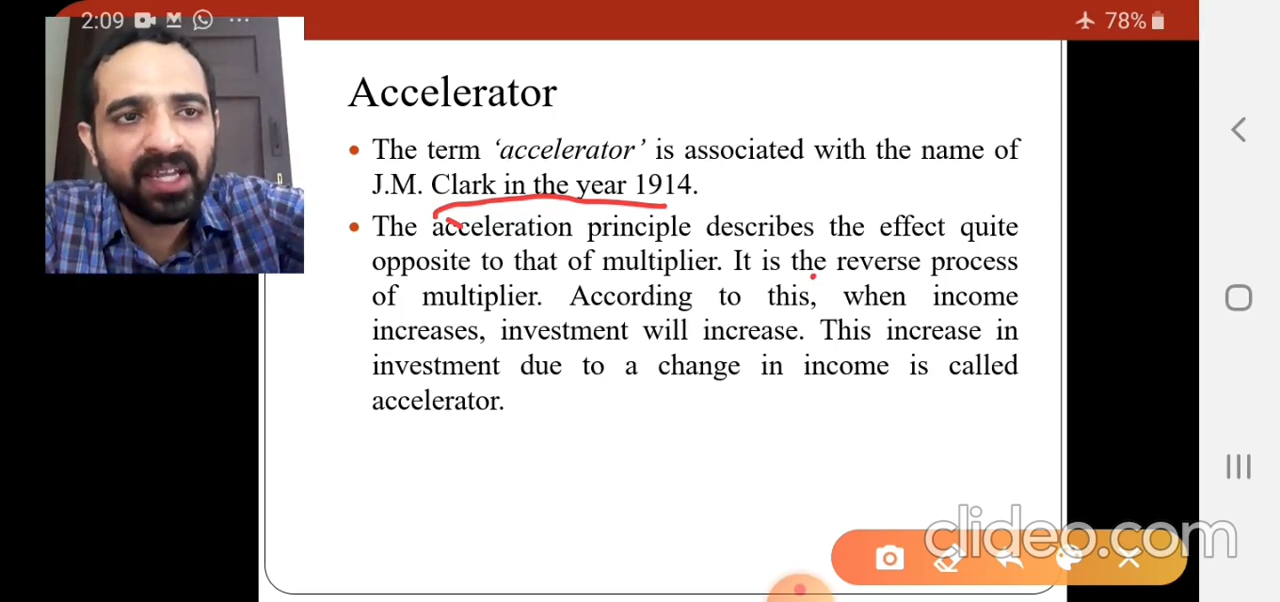 2:09
78%
Accelerator
• The term ‘accelerator’ is associated with the name of
J.M. Clark in the year 1914.
• The acceleration principle describes the effect quite
opposite to that of multiplier. It is the reverse process
of multiplier. According to this, when income
increases, investment will increase. This increase in
investment due to a change in income is called
accelerator.
clideo.com